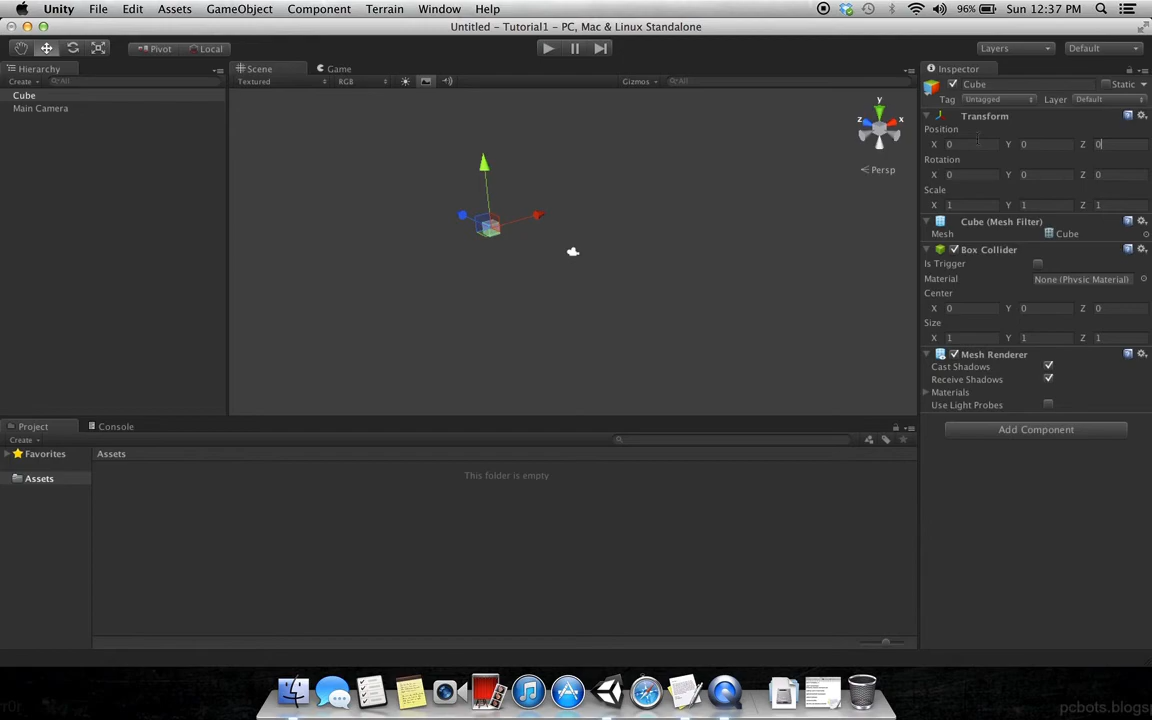 Unity File Edit Assets GameObject Component Terrain Window Help 96% Sun 12:37 PM
Untitled – Tutorial1 – PC, Mac & Linux Standalone
Pivot Local Layers Default
Hierarchy Scene Game Inspector
Create All Textured RGB Gizmos All
Cube Cube Static
Main Camera Tag Untagged Layer Default
y Transform
z x Position
X 0 Y 0 Z 0
Persp Rotation
X 0 Y 0 Z 0
Scale
X 1 Y 1 Z 1
Cube (Mesh Filter)
Mesh Cube
Box Collider
Is Trigger
Material None (Physic Material)
Center
X 0 Y 0 Z 0
Size
X 1 Y 1 Z 1
Mesh Renderer
Cast Shadows
Receive Shadows
Materials
Use Light Probes
Add Component
Project Console
Create
Favorites Assets
Assets This folder is empty
pcbots.blogsp